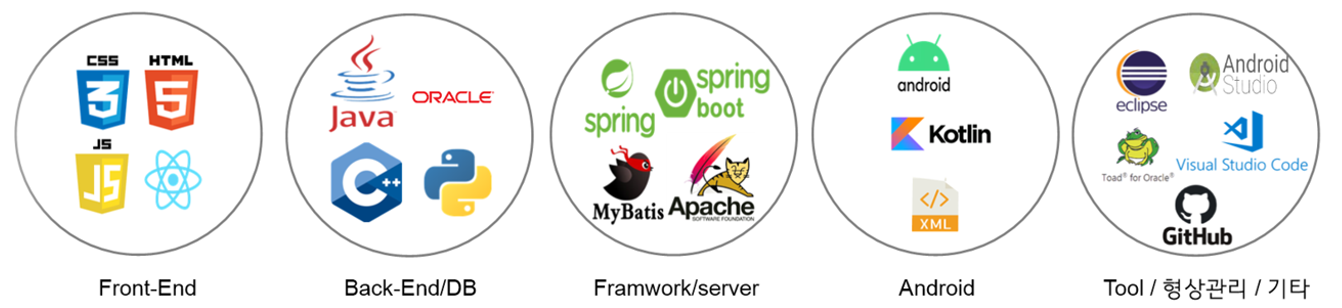 CSS
3
HTML
5
JS
JS
Java
ORACLE
C++
spring
spring
boot
MyBatis
Apache
SOFTWARE FOUNDATION
android
Kotlin
</>
XML
eclipse
Android
Studio
Toad® for Oracle®
Visual Studio Code
GitHub
Front-End
Back-End/DB
Framwork/server
Android
Tool / 형상관리 / 기타